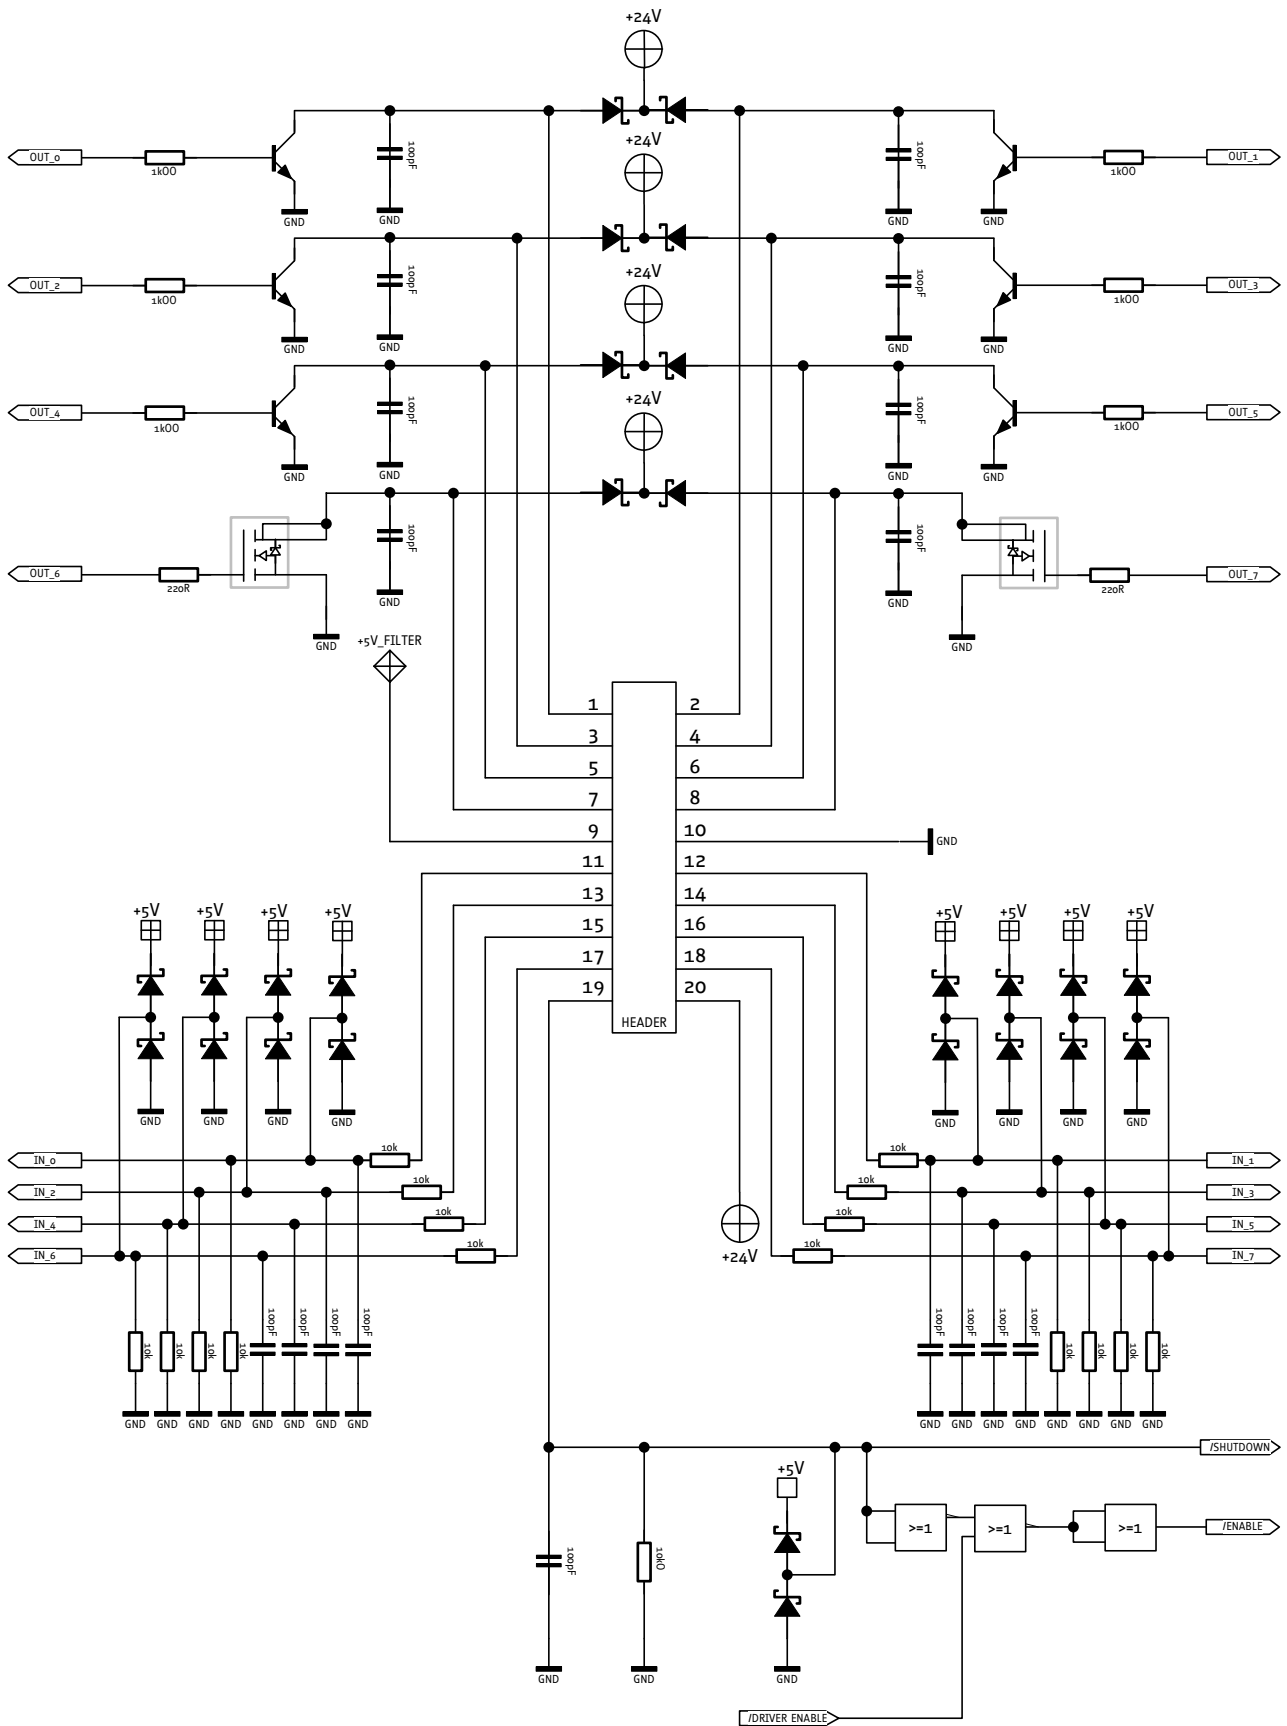 +24V
OUT_0
1k00
GND
100pF
GND
+24V
100pF
GND
GND
1k00
OUT_1
OUT_2
1k00
GND
100pF
GND
+24V
100pF
GND
GND
1k00
OUT_3
OUT_4
1k00
GND
100pF
GND
+24V
100pF
GND
GND
1k00
OUT_5
OUT_6
220R
GND
100pF
GND
100pF
GND
GND
220R
OUT_7
+5V_FILTER
1 2
3 4
5 6
7 8
9 10
GND
11 12
13 14
15 16
17 18
19 20
HEADER
+5V +5V +5V +5V
+5V +5V +5V +5V
GND GND GND GND
GND GND GND GND
IN_0 10k 10k IN_1
IN_2 10k 10k IN_3
IN_4 10k 10k IN_5
IN_6 10k 10k IN_7
+24V
10k 10k 10k 10k 100pF 100pF 100pF 100pF
100pF 100pF 100pF 100pF 10k 10k 10k 10k
GND GND GND GND GND GND GND GND
GND GND GND GND GND GND GND GND
/SHUTDOWN
+5V
>=1 >=1 >=1 /ENABLE
100pF
10k0
GND GND GND
/DRIVER ENABLE